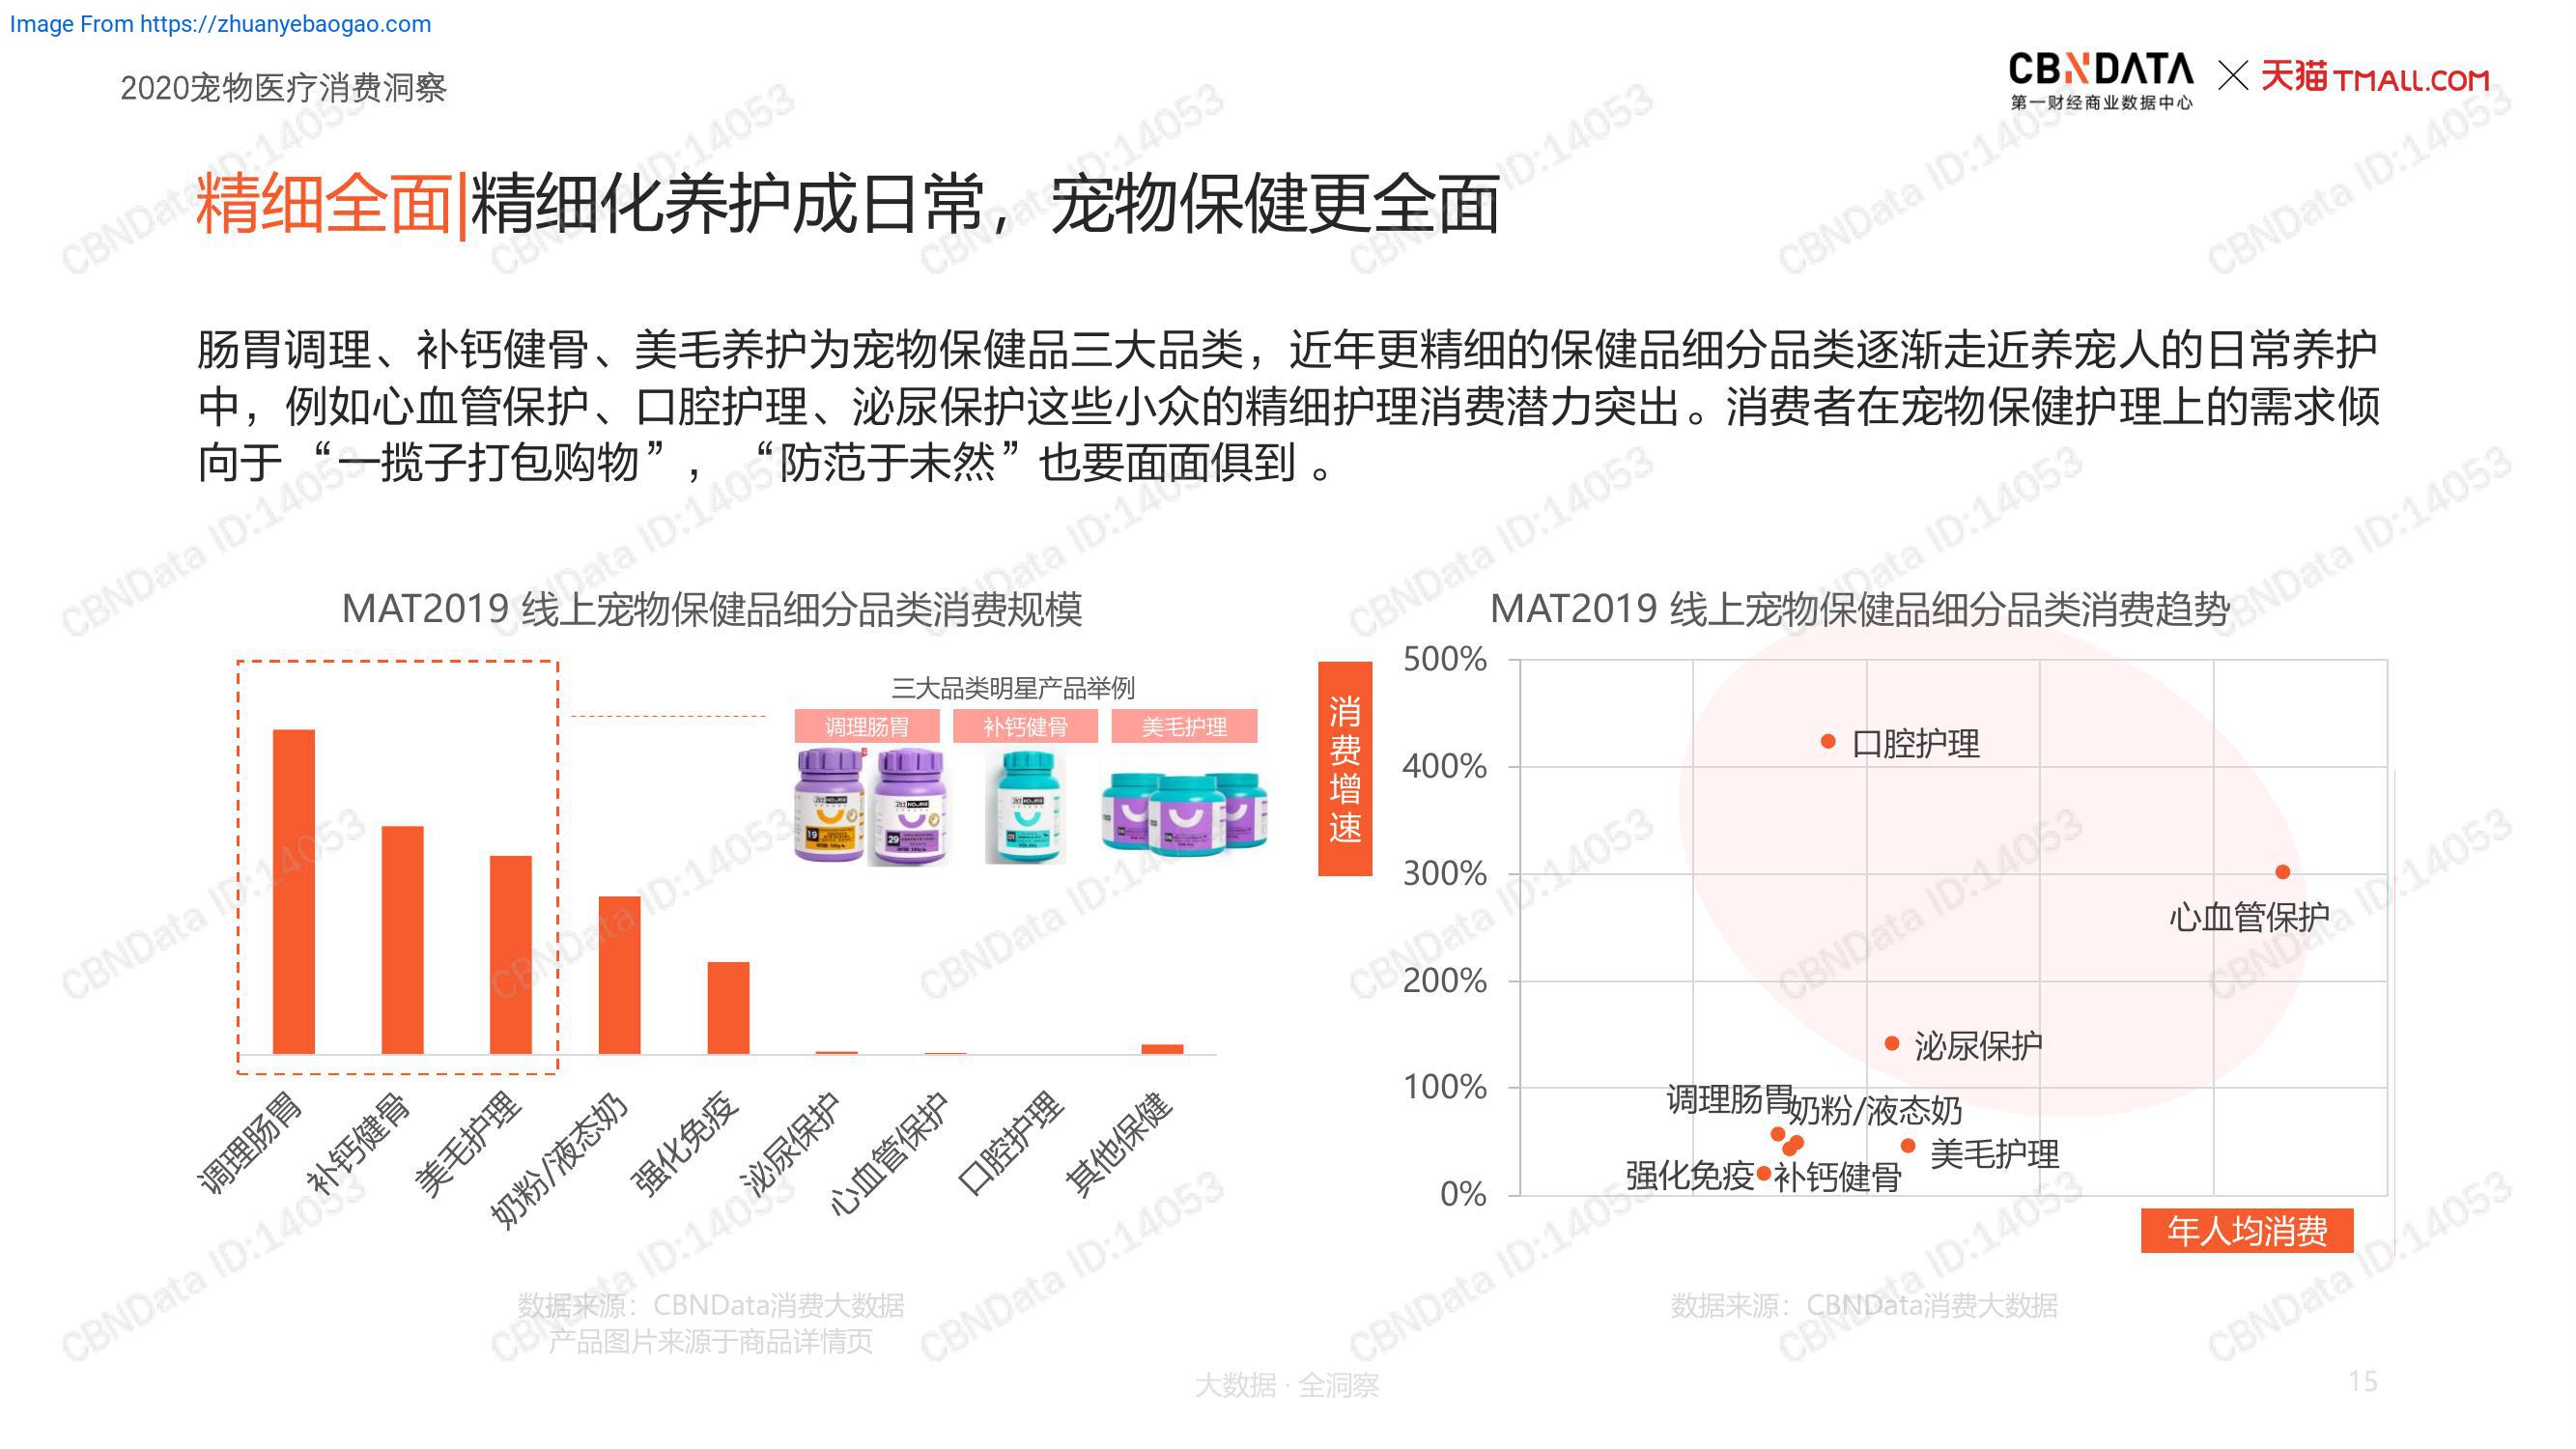 Image From https://zhuanyebaogao.com
2020宠物医疗消费洞察
CBNDATA
第一财经商业数据中心
天猫TMALL.COM
精细全面|精细化养护成日常，宠物保健更全面
肠胃调理、补钙健骨、美毛养护为宠物保健品三大品类，近年更精细的保健品细分品类逐渐走近养宠人的日常养护
中，例如心血管保护、口腔护理、泌尿保护这些小众的精细护理消费潜力突出。消费者在宠物保健护理上的需求倾
向于 “一揽子打包购物”， “防范于未然”也要面面俱到 。
MAT2019 线上宠物保健品细分品类消费规模
三大品类明星产品举例
调理肠胃
补钙健骨
美毛护理
19
29
调理肠胃
补钙健骨
美毛护理
奶粉/液态奶
强化免疫
泌尿保护
心血管保护
口腔护理
其他保健
数据来源：CBNData消费大数据
产品图片来源于商品详情页
MAT2019 线上宠物保健品细分品类消费趋势
消费增速
500%
400%
300%
200%
100%
0%
口腔护理
心血管保护
泌尿保护
调理肠胃
奶粉/液态奶
美毛护理
强化免疫
补钙健骨
年人均消费
数据来源：CBNData消费大数据
大数据 · 全洞察
15
CBNData ID:14053